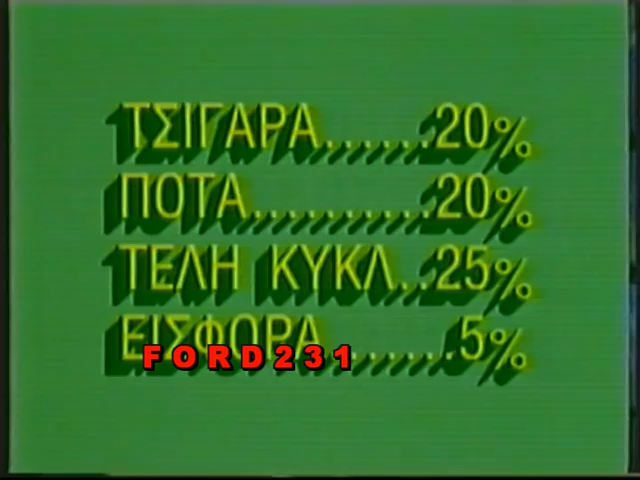 ΤΣΙΓΑΡΑ......20%
ΠΟΤΑ..........20%
ΤΕΛΗ ΚΥΚΛ..25%
ΕΙΣΦΟΡΑ.......5%
FORD231